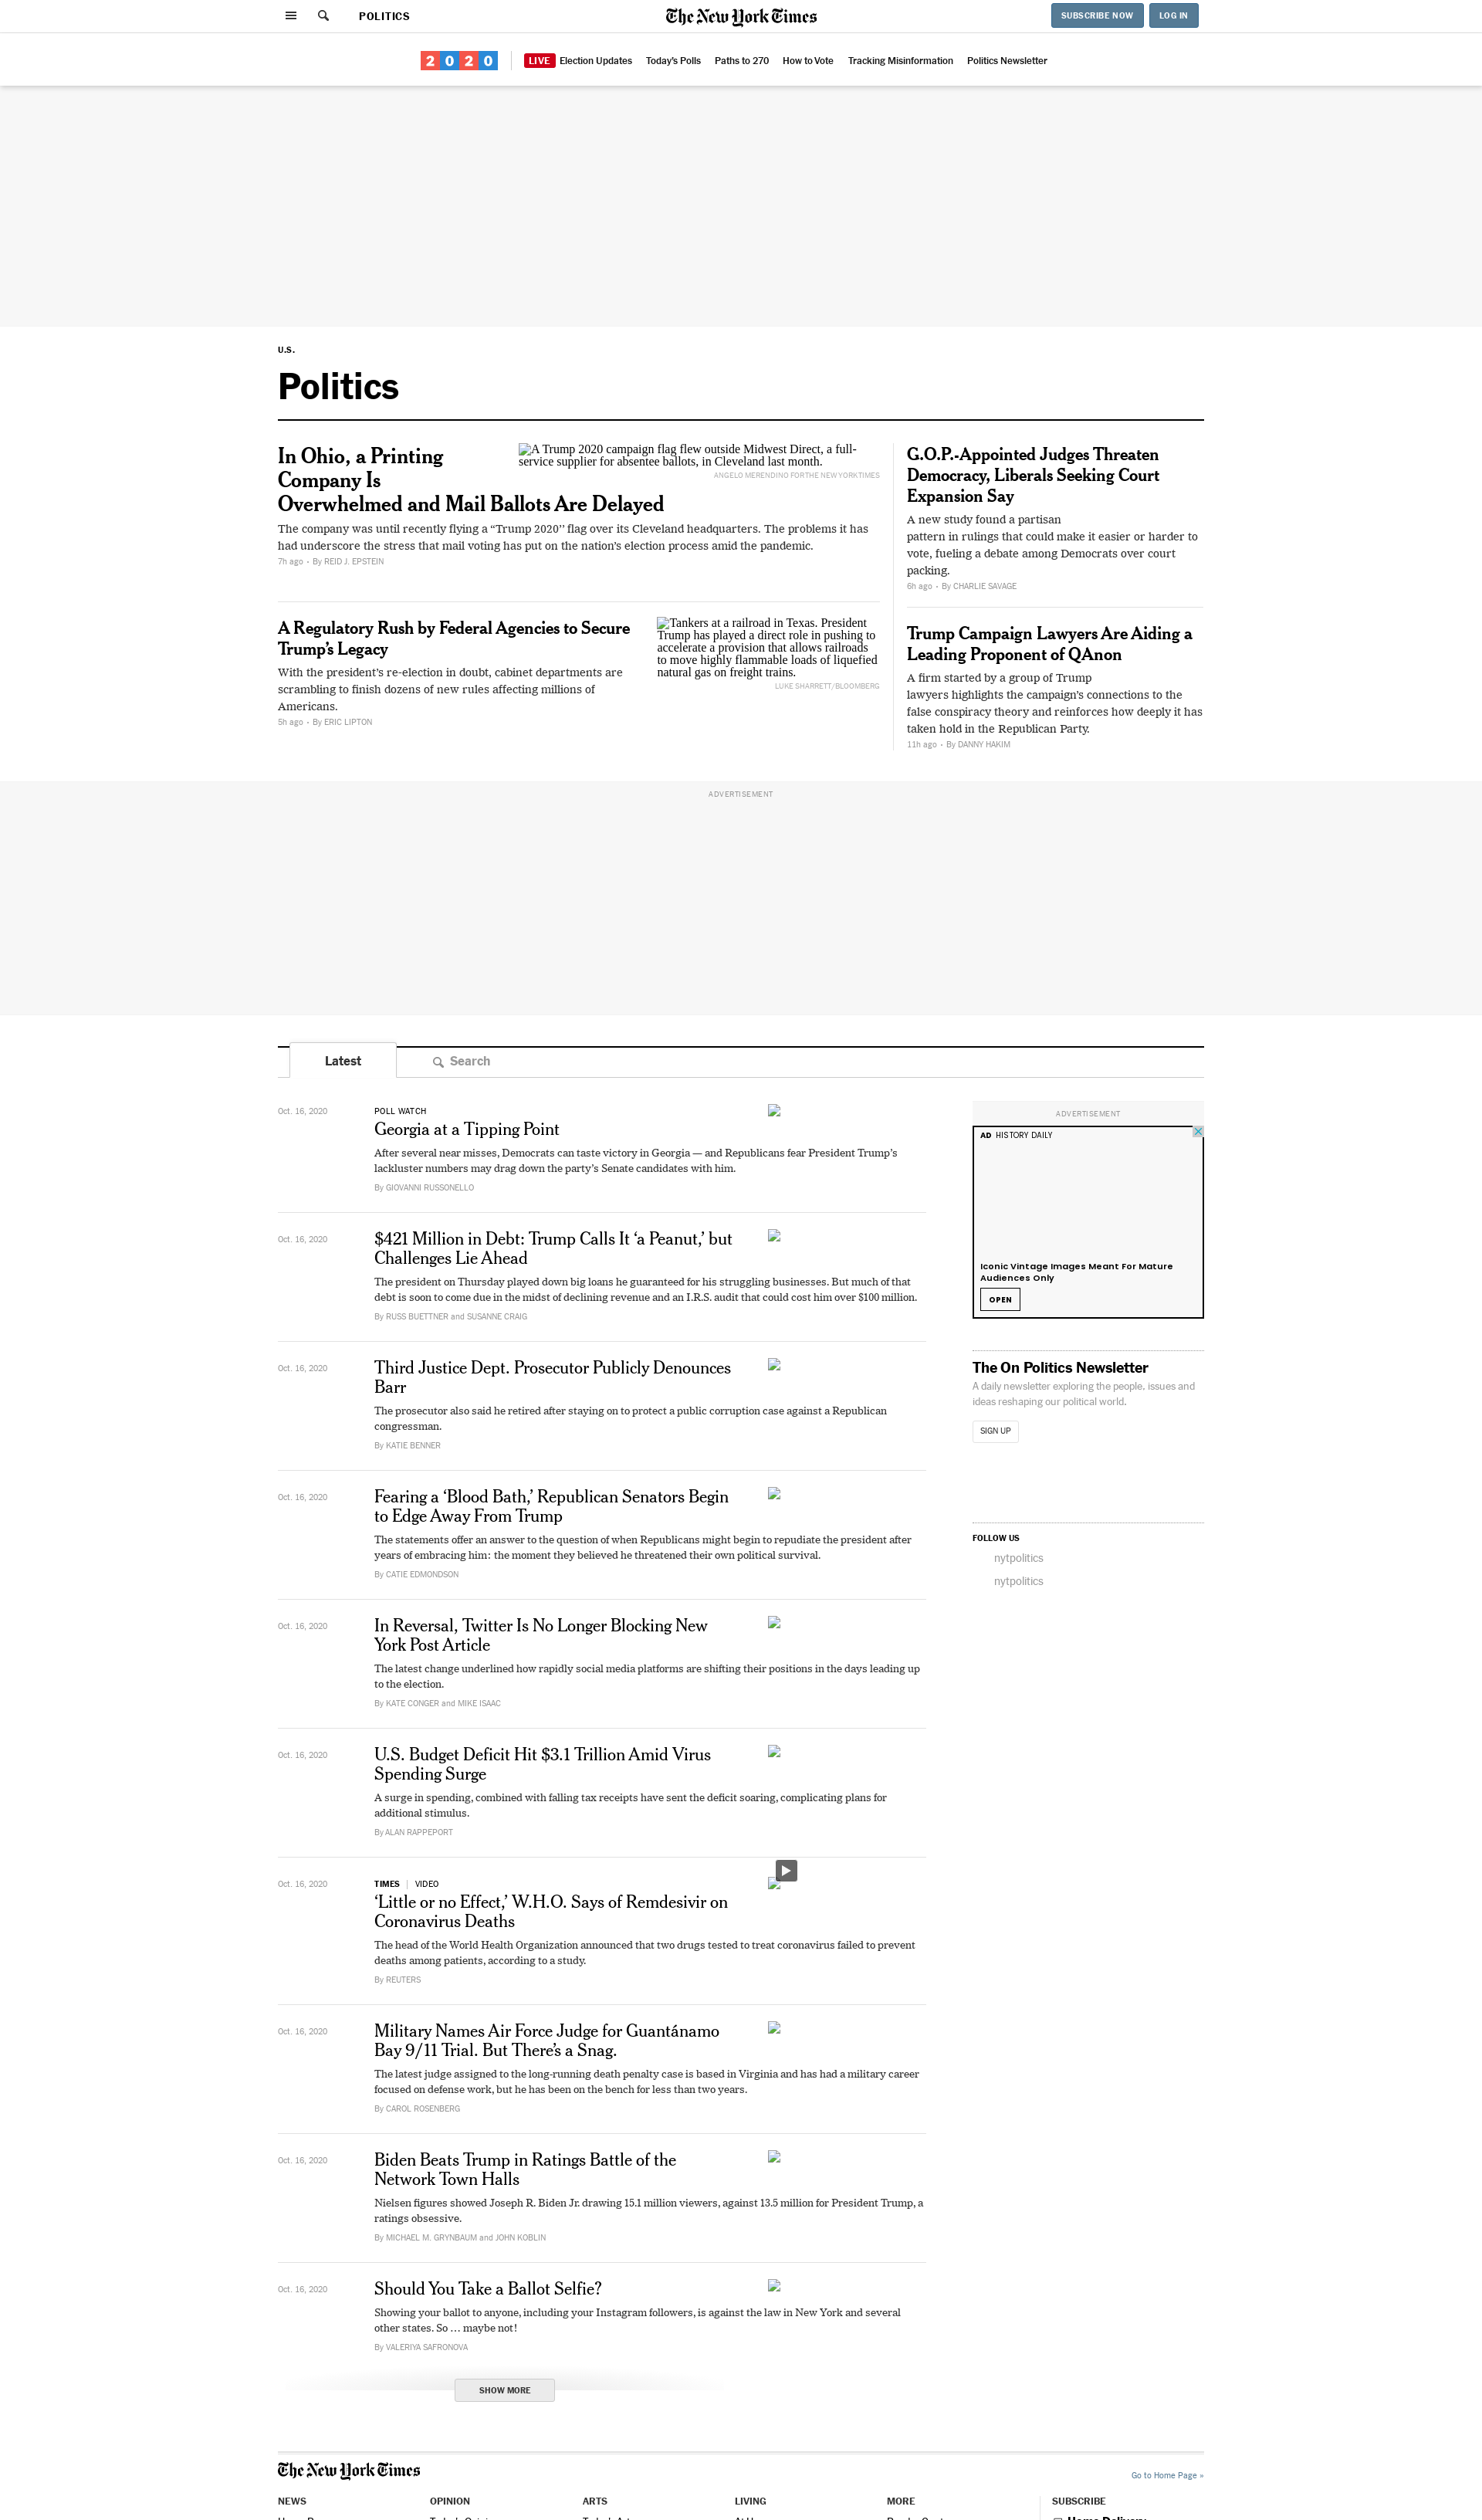 POLITICS
The New York Times
SUBSCRIBE NOW
LOG IN
2020
LIVE Election Updates
Today's Polls
Paths to 270
How to Vote
Tracking Misinformation
Politics Newsletter
U.S.
Politics
In Ohio, a Printing
Company Is
Overwhelmed and Mail Ballots Are Delayed
A Trump 2020 campaign flag flew outside Midwest Direct, a full-
service supplier for absentee ballots, in Cleveland last month.
ANGELO MERENDINO FOR THE NEW YORK TIMES
The company was until recently flying a “Trump 2020’’ flag over its Cleveland headquarters. The problems it has
had underscore the stress that mail voting has put on the nation’s election process amid the pandemic.
7h ago • By REID J. EPSTEIN
A Regulatory Rush by Federal Agencies to Secure
Trump’s Legacy
With the president’s re-election in doubt, cabinet departments are
scrambling to finish dozens of new rules affecting millions of
Americans.
5h ago • By ERIC LIPTON
Tankers at a railroad in Texas. President
Trump has played a direct role in pushing to
accelerate a provision that allows railroads
to move highly flammable loads of liquefied
natural gas on freight trains.
LUKE SHARRETT/BLOOMBERG
G.O.P.-Appointed Judges Threaten
Democracy, Liberals Seeking Court
Expansion Say
A new study found a partisan
pattern in rulings that could make it easier or harder to
vote, fueling a debate among Democrats over court
packing.
6h ago • By CHARLIE SAVAGE
Trump Campaign Lawyers Are Aiding a
Leading Proponent of QAnon
A firm started by a group of Trump
lawyers highlights the campaign’s connections to the
false conspiracy theory and reinforces how deeply it has
taken hold in the Republican Party.
11h ago • By DANNY HAKIM
ADVERTISEMENT
Latest
Search
Oct. 16, 2020
POLL WATCH
Georgia at a Tipping Point
After several near misses, Democrats can taste victory in Georgia — and Republicans fear President Trump’s
lackluster numbers may drag down the party’s Senate candidates with him.
By GIOVANNI RUSSONELLO
Oct. 16, 2020
$421 Million in Debt: Trump Calls It ‘a Peanut,’ but
Challenges Lie Ahead
The president on Thursday played down big loans he guaranteed for his struggling businesses. But much of that
debt is soon to come due in the midst of declining revenue and an I.R.S. audit that could cost him over $100 million.
By RUSS BUETTNER and SUSANNE CRAIG
Oct. 16, 2020
Third Justice Dept. Prosecutor Publicly Denounces
Barr
The prosecutor also said he retired after staying on to protect a public corruption case against a Republican
congressman.
By KATIE BENNER
Oct. 16, 2020
Fearing a ‘Blood Bath,’ Republican Senators Begin
to Edge Away From Trump
The statements offer an answer to the question of when Republicans might begin to repudiate the president after
years of embracing him: the moment they believed he threatened their own political survival.
By CATIE EDMONDSON
Oct. 16, 2020
In Reversal, Twitter Is No Longer Blocking New
York Post Article
The latest change underlined how rapidly social media platforms are shifting their positions in the days leading up
to the election.
By KATE CONGER and MIKE ISAAC
Oct. 16, 2020
U.S. Budget Deficit Hit $3.1 Trillion Amid Virus
Spending Surge
A surge in spending, combined with falling tax receipts have sent the deficit soaring, complicating plans for
additional stimulus.
By ALAN RAPPEPORT
Oct. 16, 2020
TIMES | VIDEO
‘Little or no Effect,’ W.H.O. Says of Remdesivir on
Coronavirus Deaths
The head of the World Health Organization announced that two drugs tested to treat coronavirus failed to prevent
deaths among patients, according to a study.
By REUTERS
Oct. 16, 2020
Military Names Air Force Judge for Guantánamo
Bay 9/11 Trial. But There’s a Snag.
The latest judge assigned to the long-running death penalty case is based in Virginia and has had a military career
focused on defense work, but he has been on the bench for less than two years.
By CAROL ROSENBERG
Oct. 16, 2020
Biden Beats Trump in Ratings Battle of the
Network Town Halls
Nielsen figures showed Joseph R. Biden Jr. drawing 15.1 million viewers, against 13.5 million for President Trump, a
ratings obsessive.
By MICHAEL M. GRYNBAUM and JOHN KOBLIN
Oct. 16, 2020
Should You Take a Ballot Selfie?
Showing your ballot to anyone, including your Instagram followers, is against the law in New York and several
other states. So … maybe not!
By VALERIYA SAFRONOVA
SHOW MORE
ADVERTISEMENT
AD HISTORY DAILY
Iconic Vintage Images Meant For Mature
Audiences Only
OPEN
The On Politics Newsletter
A daily newsletter exploring the people, issues and
ideas reshaping our political world.
SIGN UP
FOLLOW US
nytpolitics
nytpolitics
The New York Times
Go to Home Page »
NEWS
OPINION
ARTS
LIVING
MORE
SUBSCRIBE